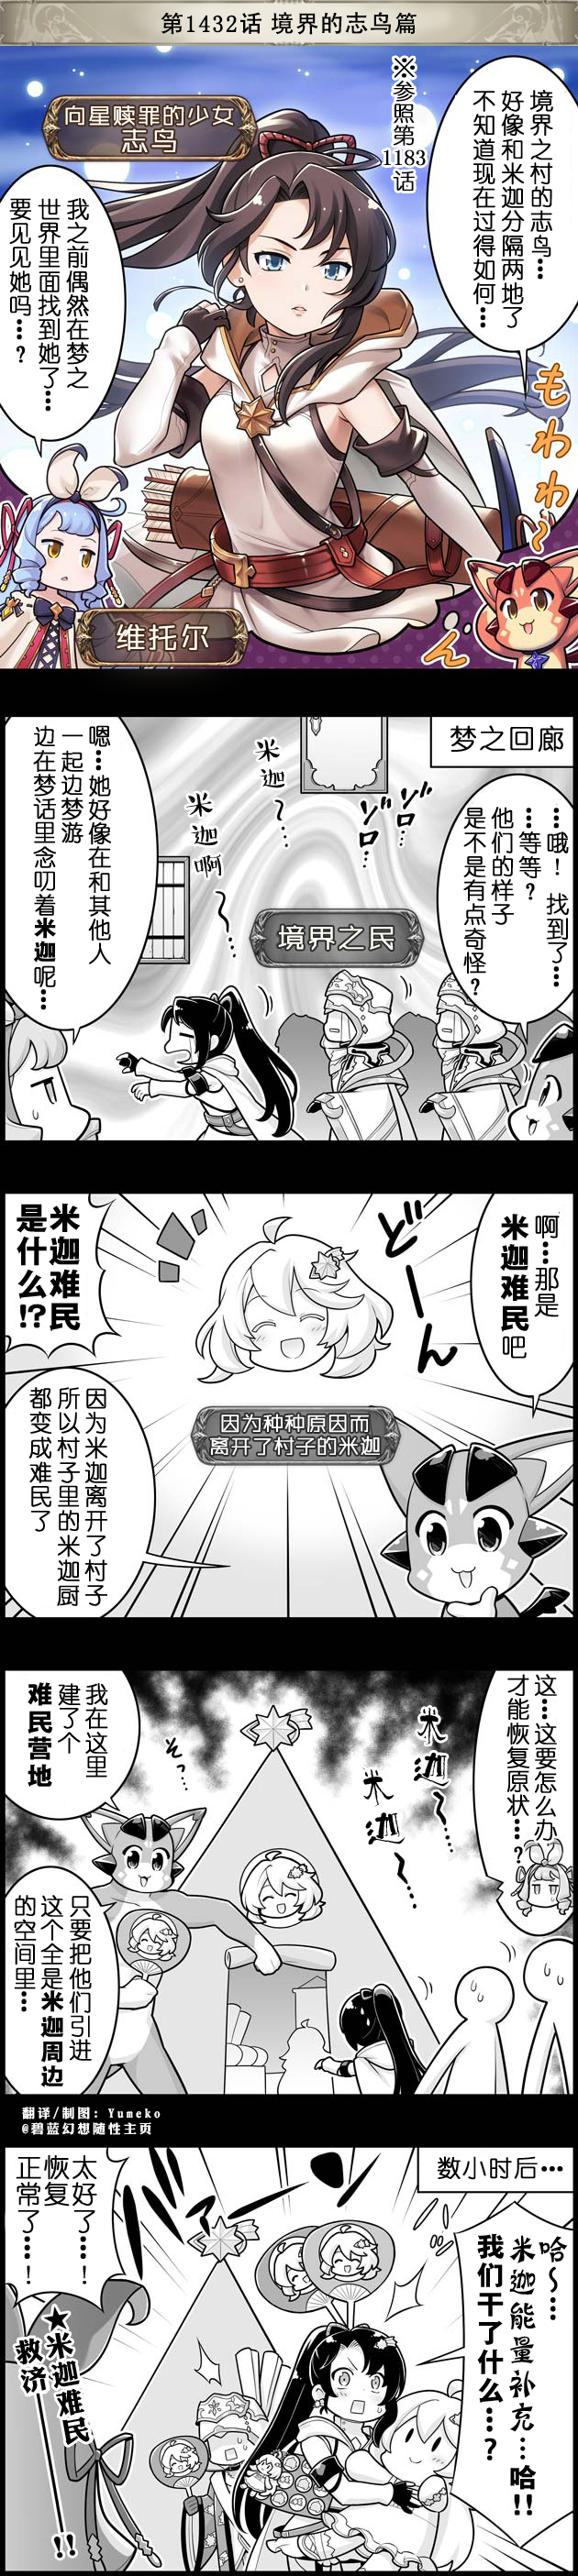 第1432话 境界的志鸟篇
境界之村的志鸟…
好像和米迦分隔两地了
不知道现在过得如何…
※参照第
1183
话
向星赎罪的少女
志鸟
我之前偶然在梦之
世界里面找到她了…
要见见她吗…？
もわわ〜ん
维托尔
梦之回廊
…哦！ 找到了…
…等等？
他们的样子
是不是有点奇怪？
ゾロ…
ゾロ…
米迦〜…
米迦啊〜…
境界之民
嗯…她好像在和其他人
一起边梦游
边在梦话里念叨着米迦呢…
啊…那是
米迦难民吧
どーん
米迦难民
是什么!?
因为种种原因而
离开了村子的米迦
因为米迦离开了村子
所以村子里的米迦厨
都变成难民了
这…这要怎么办
才能恢复原状…？
米迦〜…
米迦〜…
そっ…
我在这里
建了个
难民营地
只要把他们引进
这个全是米迦周边
的空间里…
翻译/制图：Yumeko
@碧蓝幻想随性主页
数小时后…
哈〜…
米迦能量补充…哈!!
我们干了什么…？
太好了…！
恢复
正常了…！
★米迦难民
救济——!!